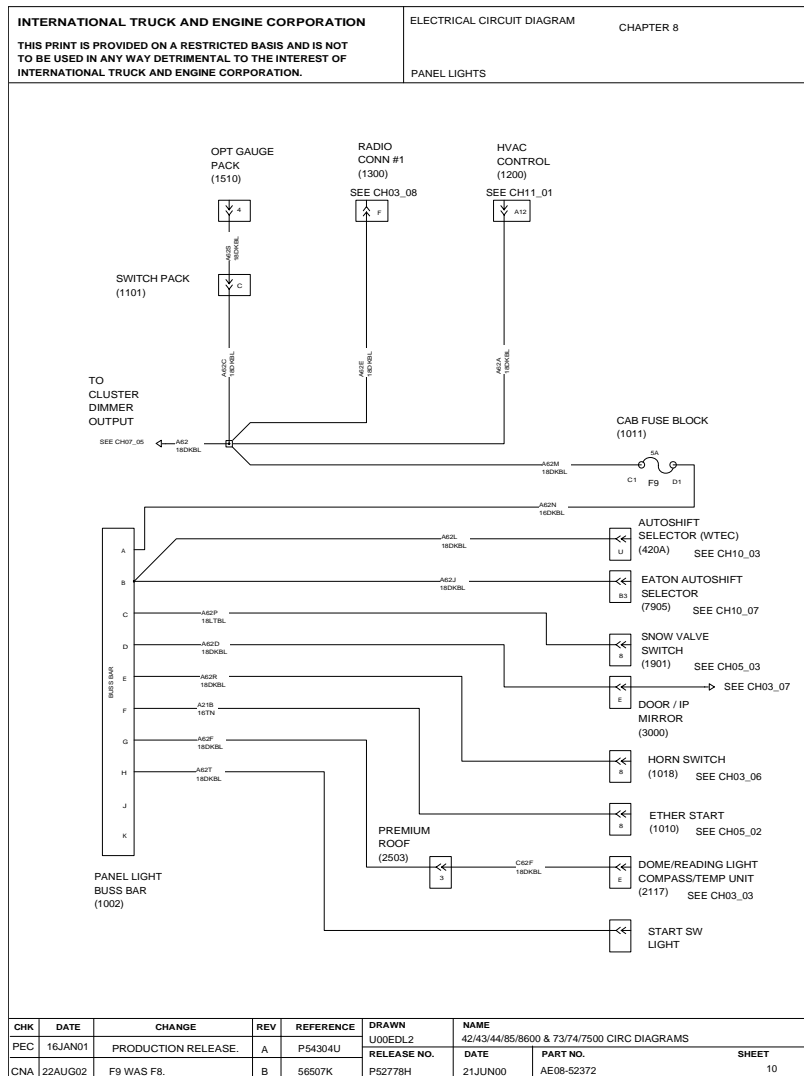 INTERNATIONAL TRUCK AND ENGINE CORPORATION
THIS PRINT IS PROVIDED ON A RESTRICTED BASIS AND IS NOT
TO BE USED IN ANY WAY DETRIMENTAL TO THE INTEREST OF
INTERNATIONAL TRUCK AND ENGINE CORPORATION.
ELECTRICAL CIRCUIT DIAGRAM
CHAPTER 8
PANEL LIGHTS
OPT GAUGE
PACK
(1510)
4
A62S
18DKBL
SWITCH PACK
(1101)
C
A62C
18DKBL
RADIO
CONN #1
(1300)
SEE CH03_08
F
A62E
18DKBL
HVAC
CONTROL
(1200)
SEE CH11_01
A12
A62A
18DKBL
TO
CLUSTER
DIMMER
OUTPUT
SEE CH07_05
A62
18DKBL
CAB FUSE BLOCK
(1011)
5A
C1 F9 D1
A62M
18DKBL
A62N
16DKBL
A
B
C
D
E
F
G
H
J
K
BUSS BAR
PANEL LIGHT
BUSS BAR
(1002)
A62L
18DKBL
U
AUTOSHIFT
SELECTOR (WTEC)
(420A) SEE CH10_03
A62J
18DKBL
B3
EATON AUTOSHIFT
SELECTOR
(7905) SEE CH10_07
A62P
18LTBL
8
SNOW VALVE
SWITCH
(1901) SEE CH05_03
A62D
18DKBL
E
SEE CH03_07
DOOR / IP
MIRROR
(3000)
A62R
18DKBL
8
HORN SWITCH
(1018) SEE CH03_06
A21B
16TN
8
ETHER START
(1010) SEE CH05_02
A62F
18DKBL
PREMIUM
ROOF
(2503)
3
C62F
18DKBL
E
DOME/READING LIGHT
COMPASS/TEMP UNIT
(2117) SEE CH03_03
A62T
18DKBL
START SW
LIGHT
CHK DATE CHANGE REV REFERENCE
PEC 16JAN01 PRODUCTION RELEASE. A P54304U
CNA 22AUG02 F9 WAS F8. B 56507K
DRAWN
U00EDL2
NAME
42/43/44/85/8600 & 73/74/7500 CIRC DIAGRAMS
RELEASE NO. DATE PART NO. SHEET
P52778H 21JUN00 AE08-52372 10